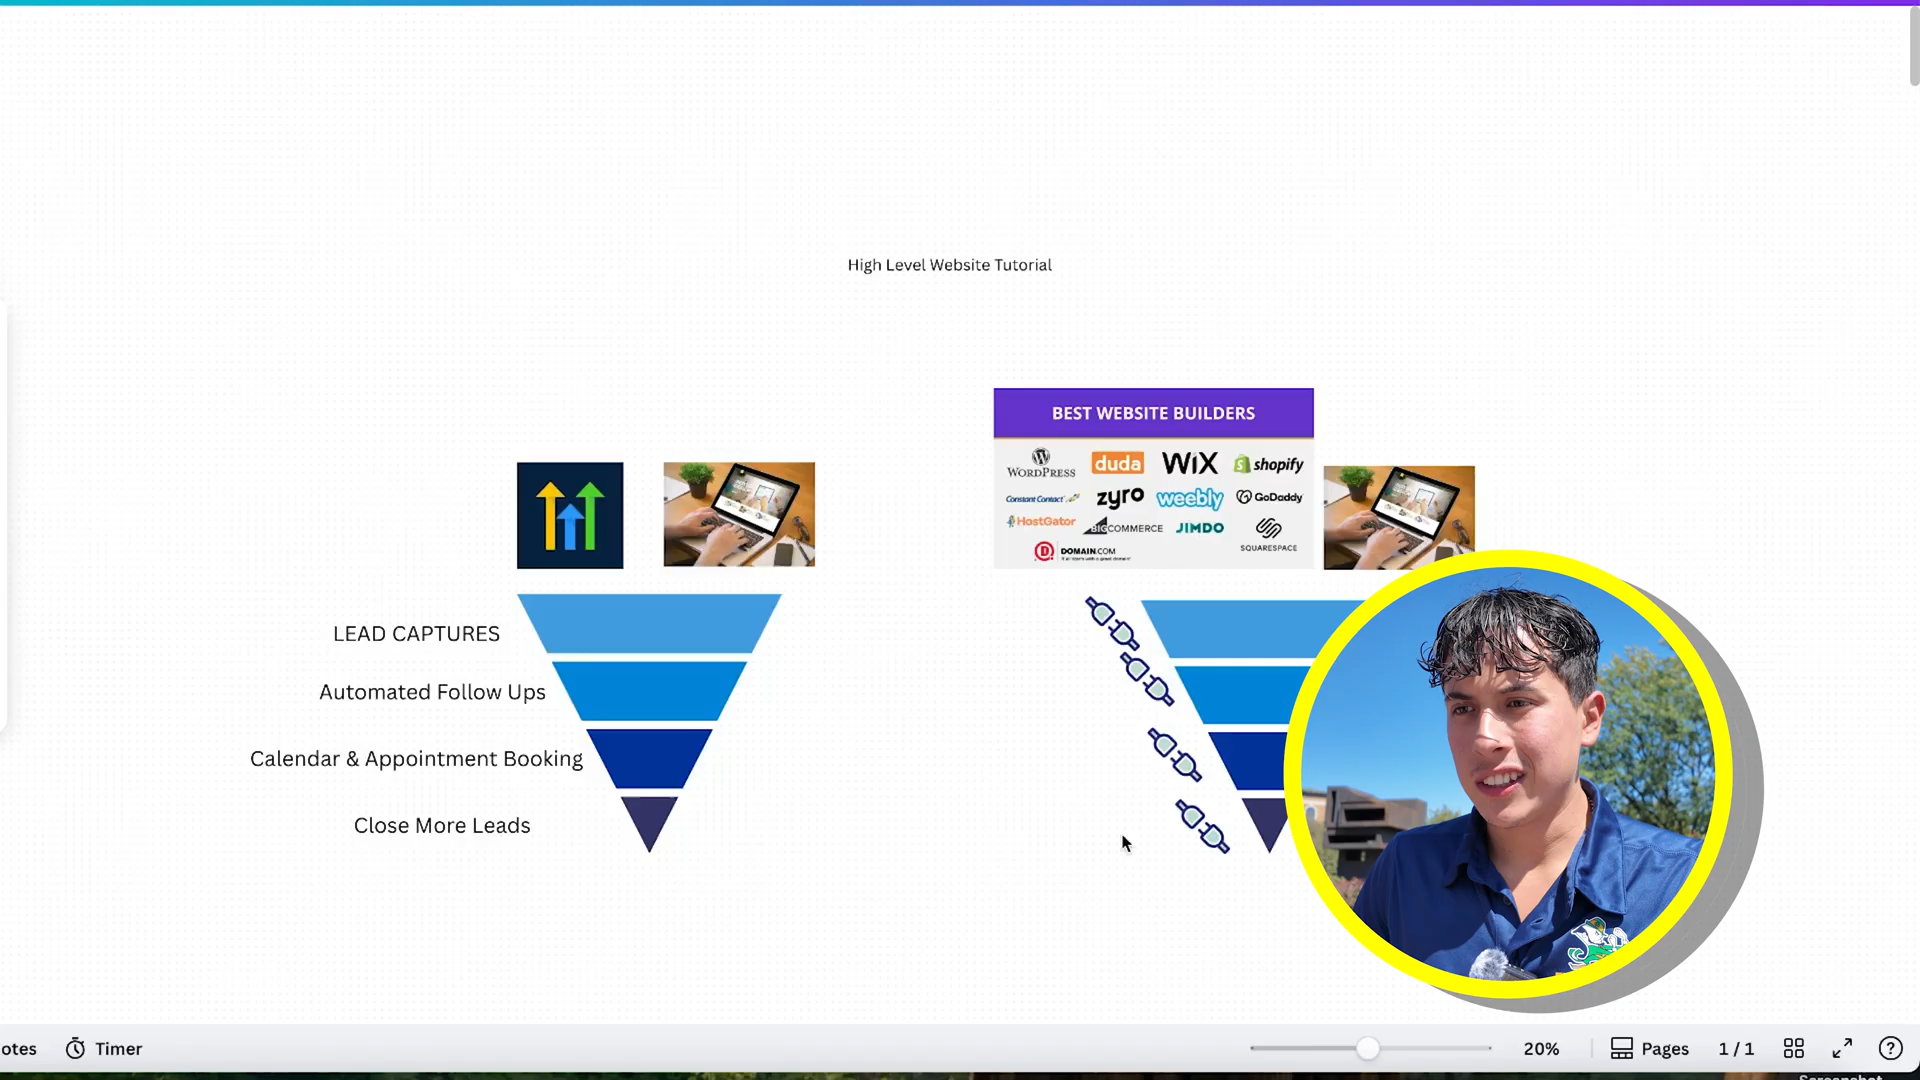 High Level Website Tutorial
BEST WEBSITE BUILDERS
WORDPRESS
duda
WiX
shopify
Constant Contact
zyro
weebly
GoDaddy
HostGator
BIGCOMMERCE
JIMDO
SQUARESPACE
D
DOMAIN.COM
LEAD CAPTURES
Automated Follow Ups
Calendar & Appointment Booking
Close More Leads
otes
Timer
20%
Pages
1 / 1
?